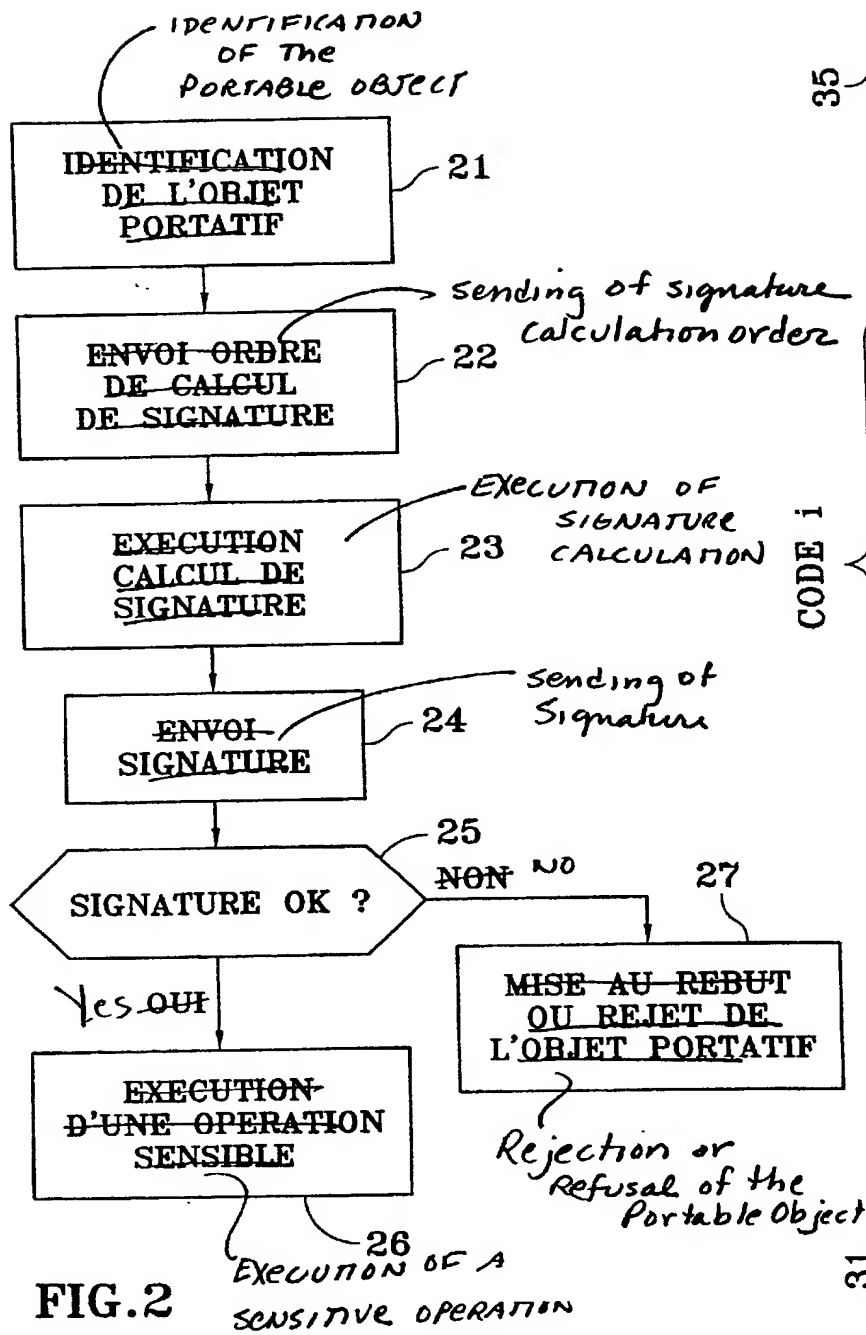 IDENTIFICATION
OF The
PORTABLE OBJECT
35
IDENTIFICATION
DE L'OBJET
PORTATIF
21
sending of signature
calculation order
ENVOI ORDRE
DE CALCUL
DE SIGNATURE
22
EXECUTION OF
SIGNATURE
CALCULATION
EXECUTION
CALCUL DE
SIGNATURE
23
CODE i
sending of
Signature
ENVOI
SIGNATURE
24
25
SIGNATURE OK ?
NON NO
27
Yes OUI
MISE AU REBUT
OU REJET DE
L'OBJET PORTATIF
EXECUTION
D'UNE OPERATION
SENSIBLE
Rejection or
Refusal of the
Portable Object
26
31
EXECUTION OF A
SENSITIVE OPERATION
FIG.2